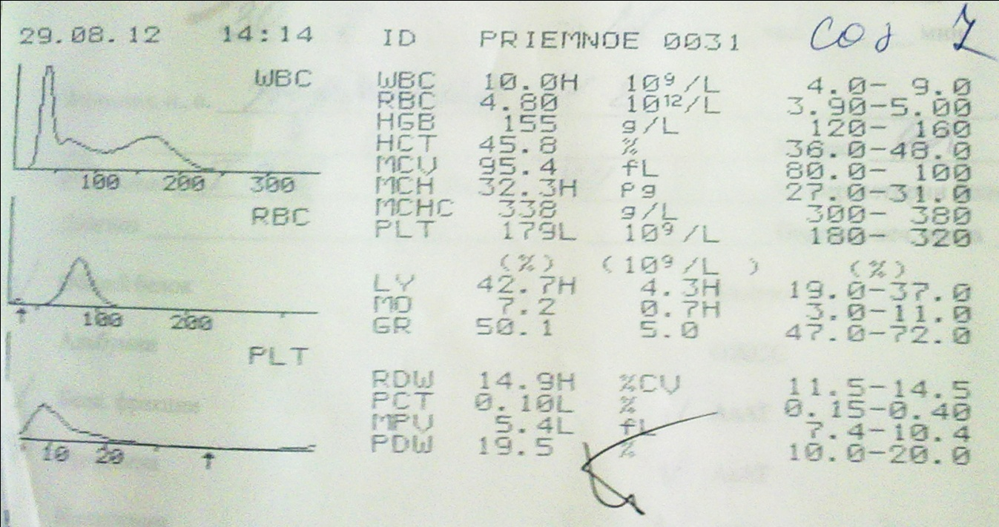 29.08.12 14:14 ID PRIEMNOE 0031 СОЭ
WBC WBC 10.0H 10⁹/L 4.0- 9.0
RBC 4.80 10¹²/L 3.90-5.00
HGB 155 g/L 120- 160
HCT 45.8 % 36.0-48.0
MCV 95.4 fL 80.0- 100
100 200 300
MCH 32.3H Pg 27.0-31.0
RBC MCHC 338 g/L 300- 380
PLT 179L 10⁹/L 180- 320
(%) (10⁹/L ) (%)
LY 42.7H 4.3H 19.0-37.0
MO 7.2 0.7H 3.0-11.0
100 200
GR 50.1 5.0 47.0-72.0
PLT
RDW 14.9H %CV 11.5-14.5
PCT 0.10L % 0.15-0.40
MPV 5.4L fL 7.4-10.4
PDW 19.5 % 10.0-20.0
10 20